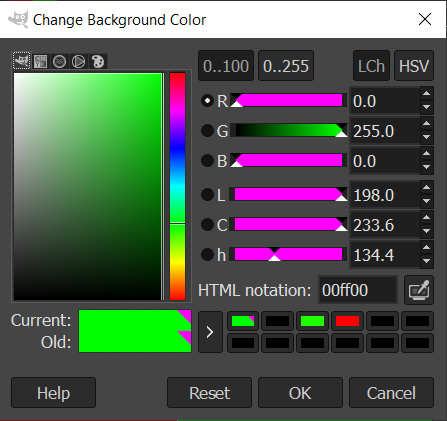 Change Background Color
0..100 0..255 LCh HSV
R 0.0
G 255.0
B 0.0
L 198.0
C 233.6
h 134.4
HTML notation: 00ff00
Current:
Old:
Help Reset OK Cancel